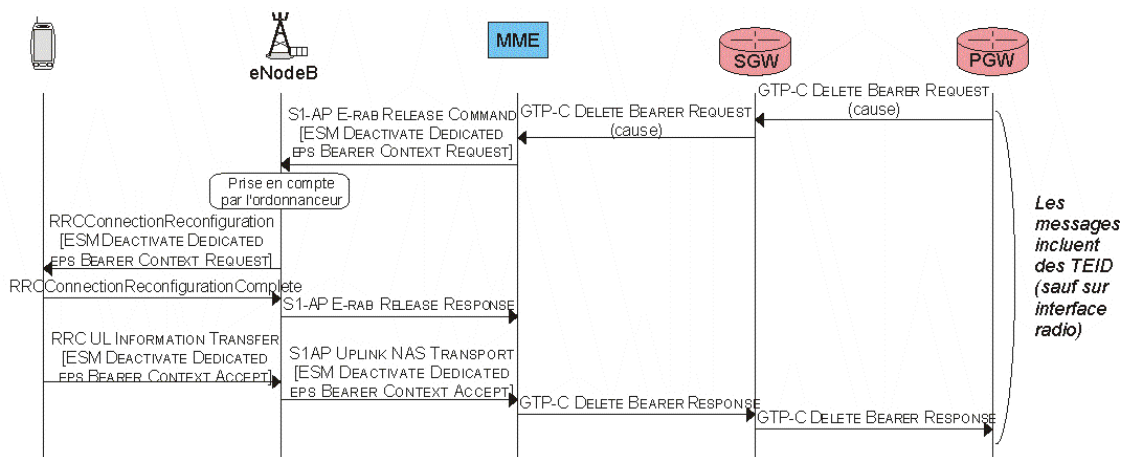 MME
eNodeB
SGW
PGW
GTP-C DELETE BEARER REQUEST
(cause)
GTP-C DELETE BEARER REQUEST
(cause)
S1-AP E-RAB RELEASE COMMAND
[ESM DEACTIVATE DEDICATED
EPS BEARER CONTEXT REQUEST]
Prise en compte
par l'ordonnanceur
RRCConnectionReconfiguration
[ESM DEACTIVATE DEDICATED
EPS BEARER CONTEXT REQUEST]
RRCConnectionReconfigurationComplete
S1-AP E-RAB RELEASE RESPONSE
RRC UL INFORMATION TRANSFER
[ESM DEACTIVATE DEDICATED
EPS BEARER CONTEXT ACCEPT]
S1AP UPLINK NAS TRANSPORT
[ESM DEACTIVATE DEDICATED
EPS BEARER CONTEXT ACCEPT]
GTP-C DELETE BEARER RESPONSE
GTP-C DELETE BEARER RESPONSE
Les
messages
incluent
des TEID
(sauf sur
interface
radio)